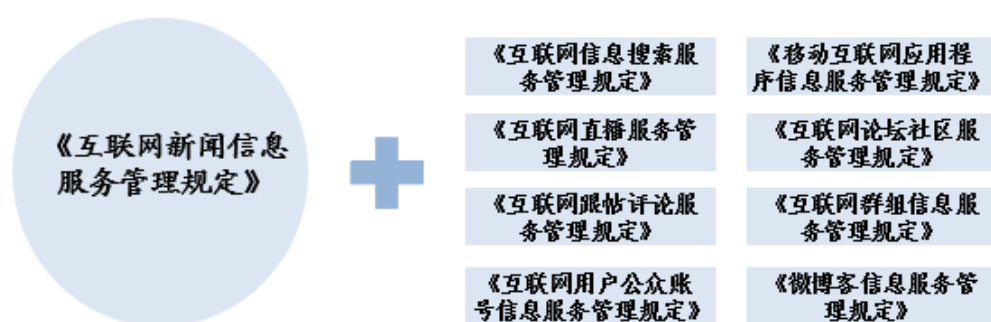 《互联网新闻信息
服务管理规定》
《互联网信息搜索服
务管理规定》
《移动互联网应用程
序信息服务管理规定》
《互联网直播服务管
理规定》
《互联网论坛社区服
务管理规定》
《互联网跟帖评论服
务管理规定》
《互联网群组信息服
务管理规定》
《互联网用户公众账
号信息服务管理规定》
《微博客信息服务管
理规定》